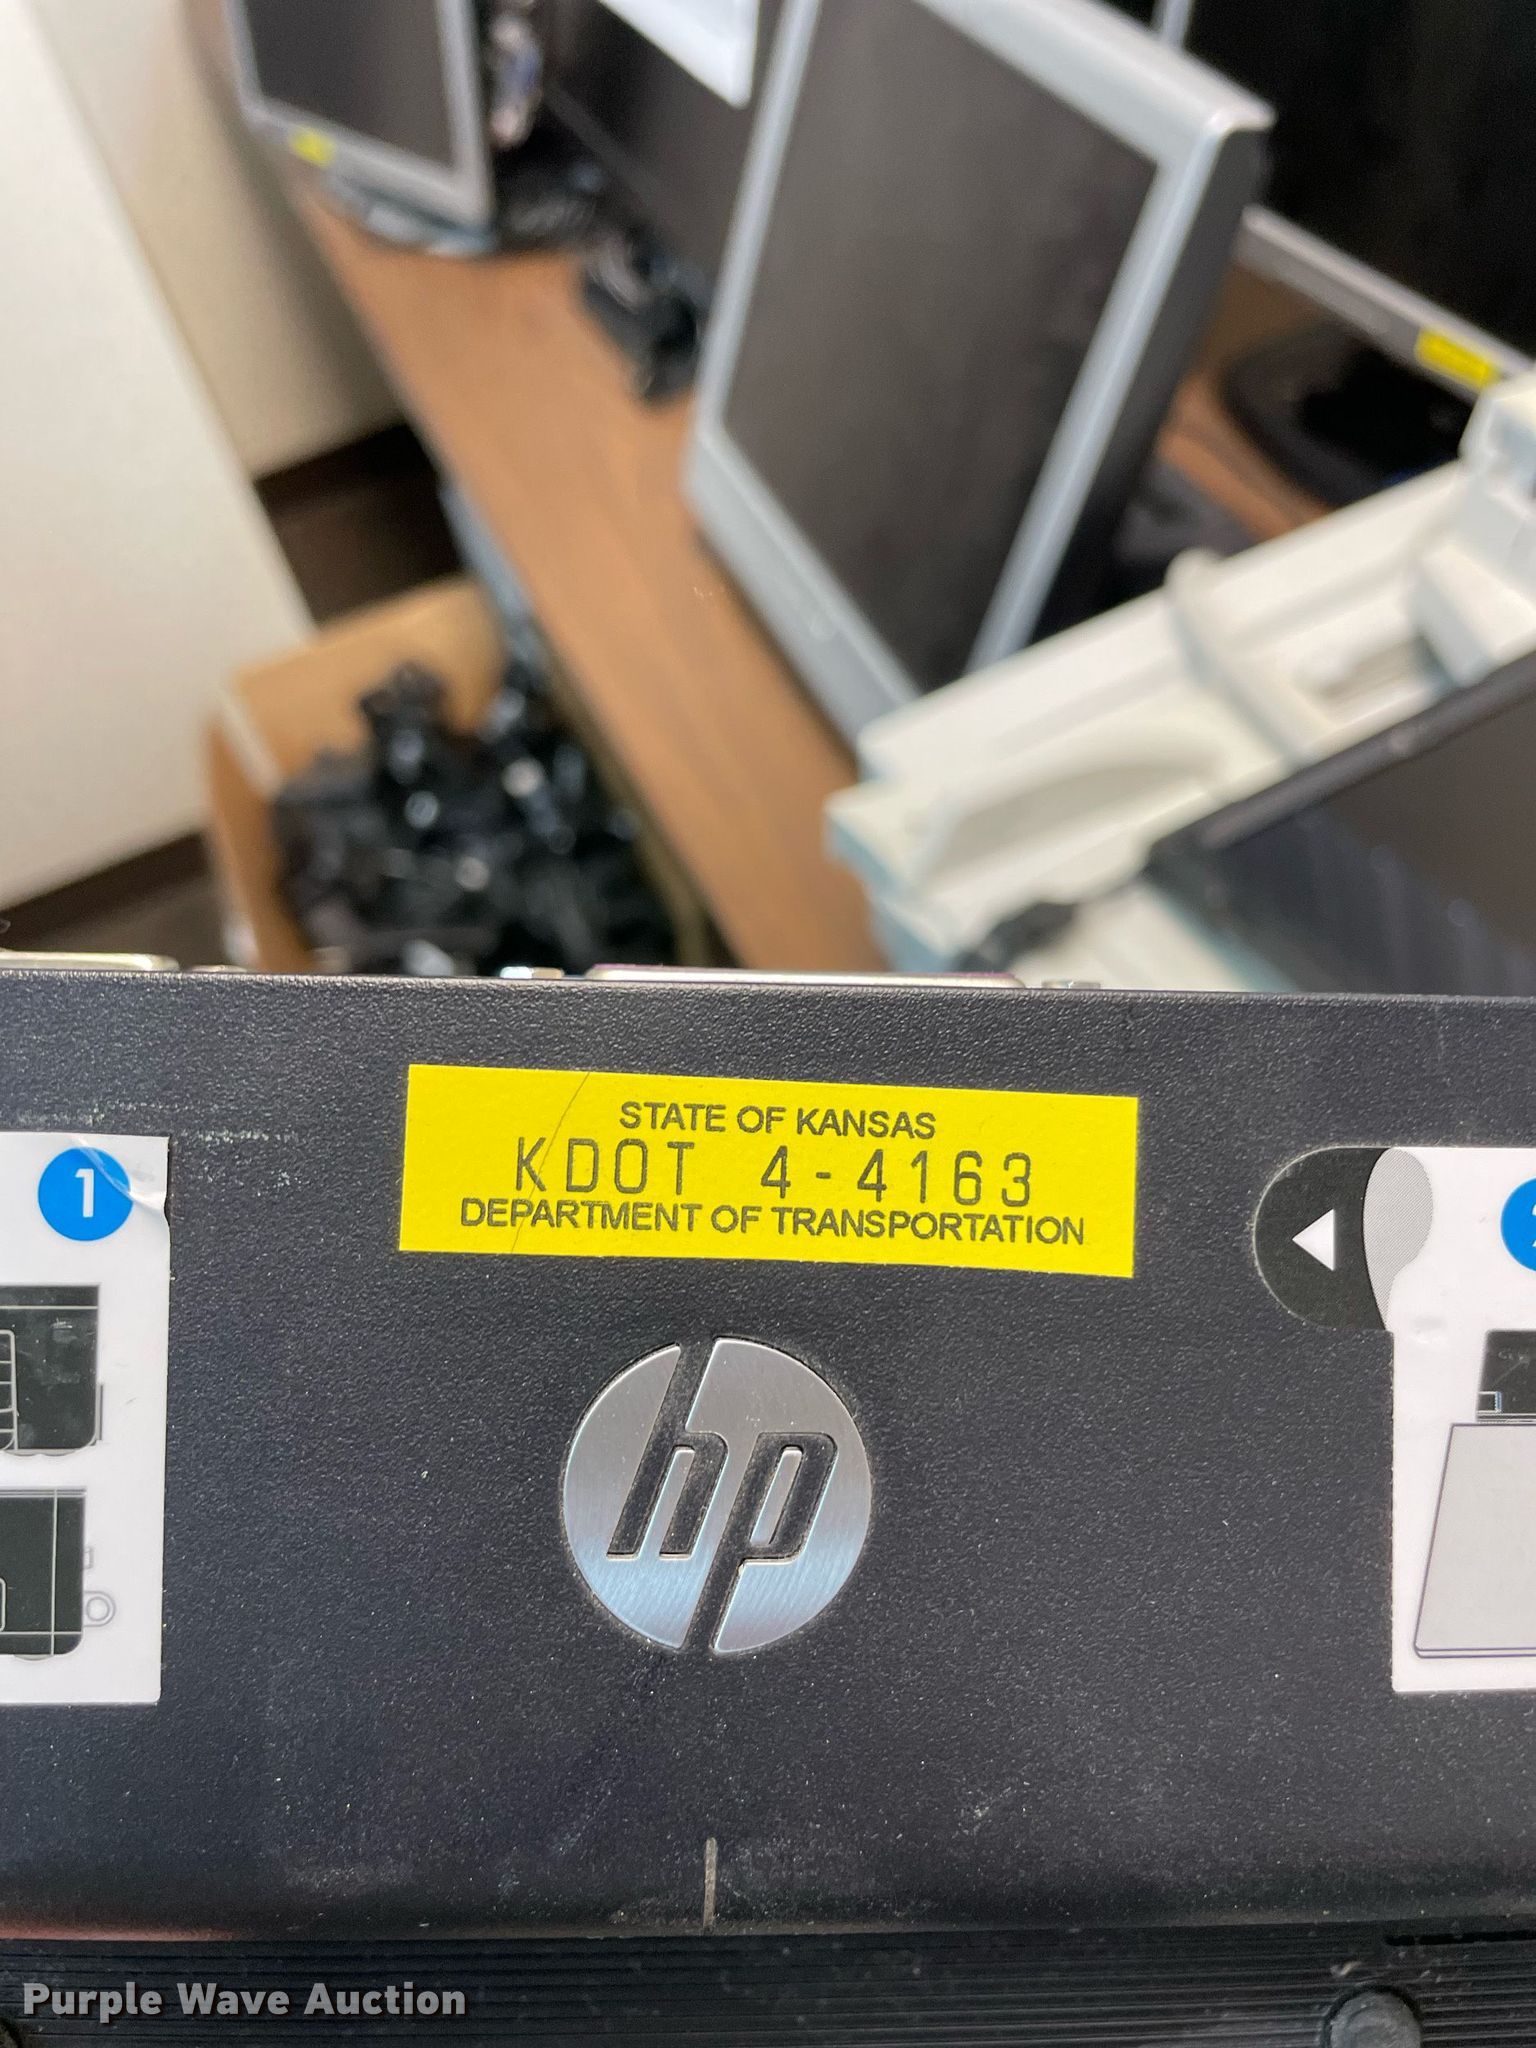 STATE OF KANSAS
KDOT 4-4163
DEPARTMENT OF TRANSPORTATION
1
hp
Purple Wave Auction